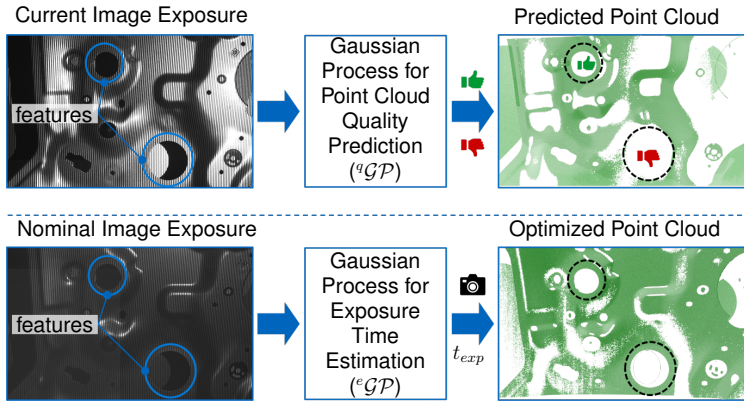 Current Image Exposure
features
Gaussian
Process for
Point Cloud
Quality
Prediction
(qGP)
Predicted Point Cloud
Nominal Image Exposure
features
Gaussian
Process for
Exposure
Time
Estimation
(eGP)
t_exp
Optimized Point Cloud